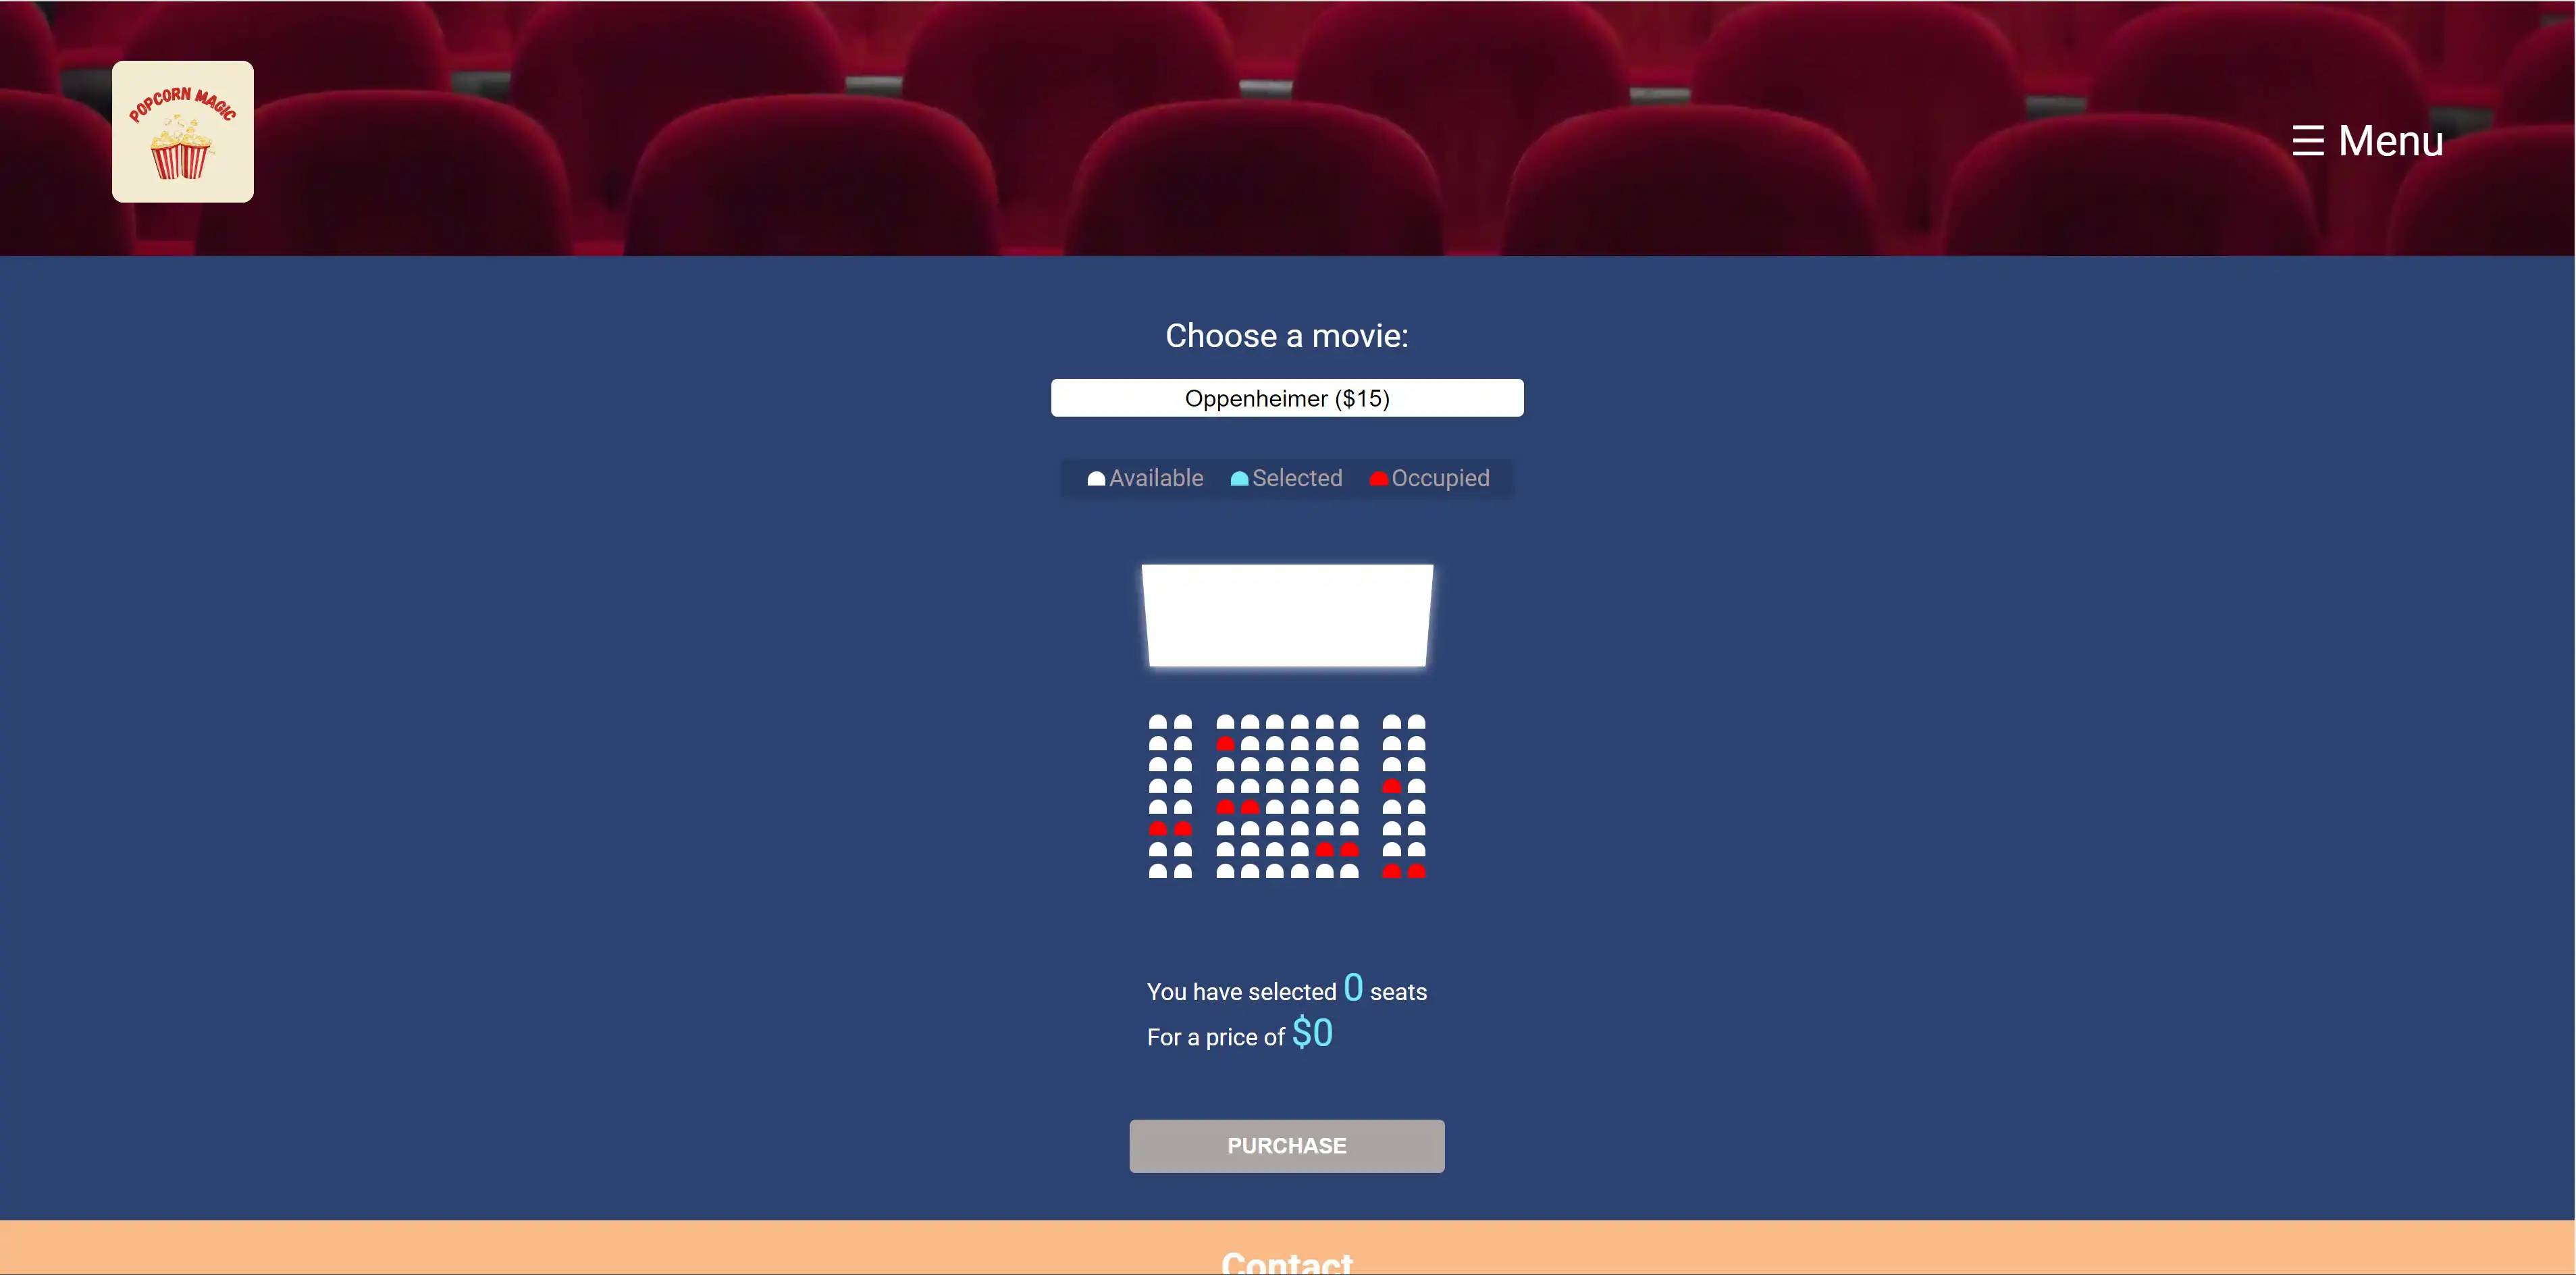 POPCORN MAGIC
☰ Menu
Choose a movie:
Oppenheimer ($15)
Available Selected Occupied
You have selected 0 seats
For a price of $0
PURCHASE
Contact